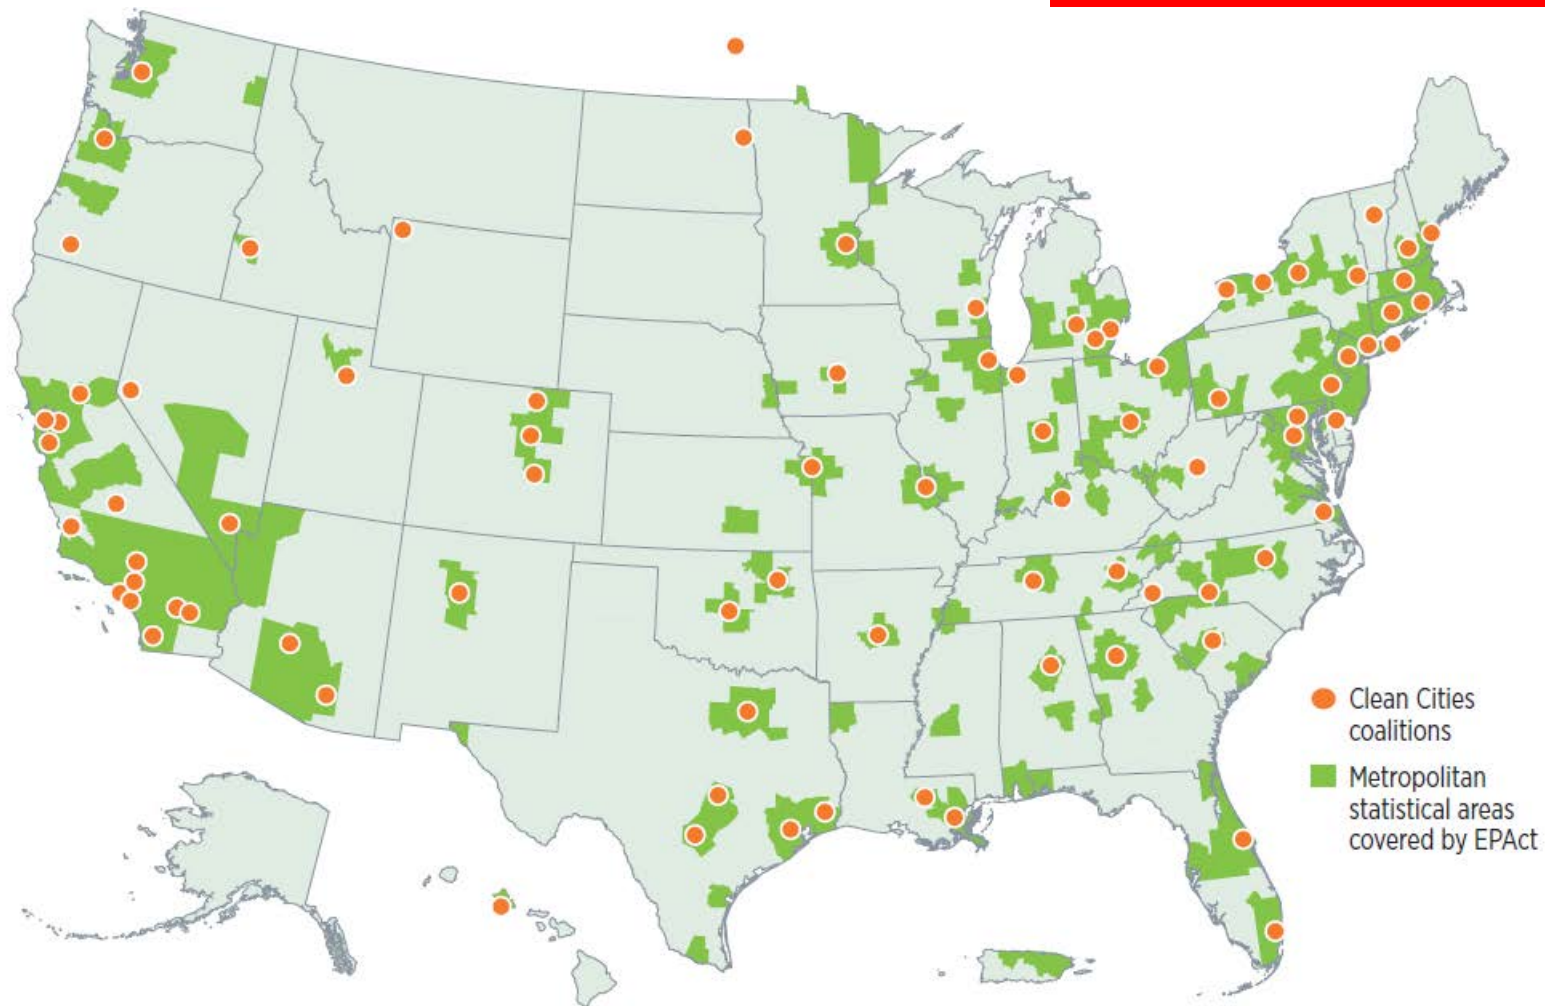 Clean Cities
coalitions
Metropolitan
statistical areas
covered by EPAct